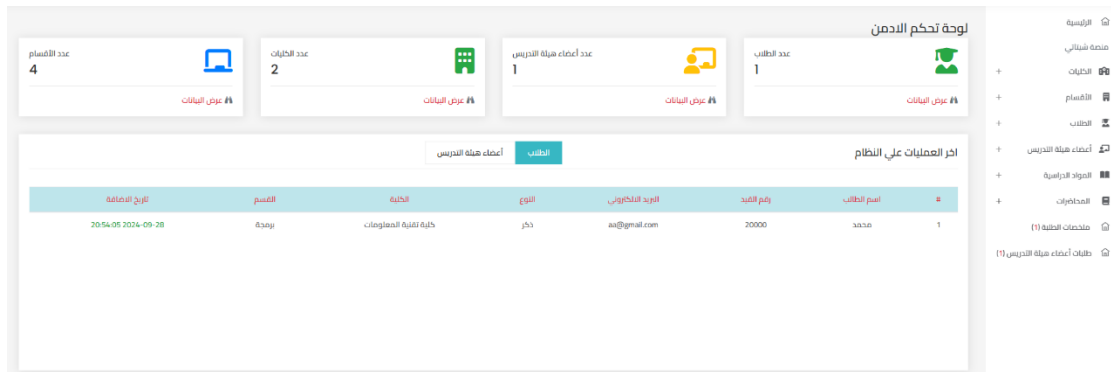 الرئيسية
منصة شيتاتي
الكليات
الأقسام
الطلاب
أعضاء هيئة التدريس
المواد الدراسية
المحاضرات
ملخصات الطلبة (1)
طلبات أعضاء هيئة التدريس (1)
لوحة تحكم الادمن
عدد الطلاب
1
عرض البيانات
عدد أعضاء هيئة التدريس
1
عرض البيانات
عدد الكليات
2
عرض البيانات
عدد الأقسام
4
عرض البيانات
اخر العمليات علي النظام
الطلاب أعضاء هيئة التدريس
# اسم الطالب رقم القيد البريد الالكتروني النوع الكلية القسم تاريخ الاضافة
1 محمد 20000 aa@gmail.com ذكر كلية تقنية المعلومات برمجة 20:54:05 2024-09-28